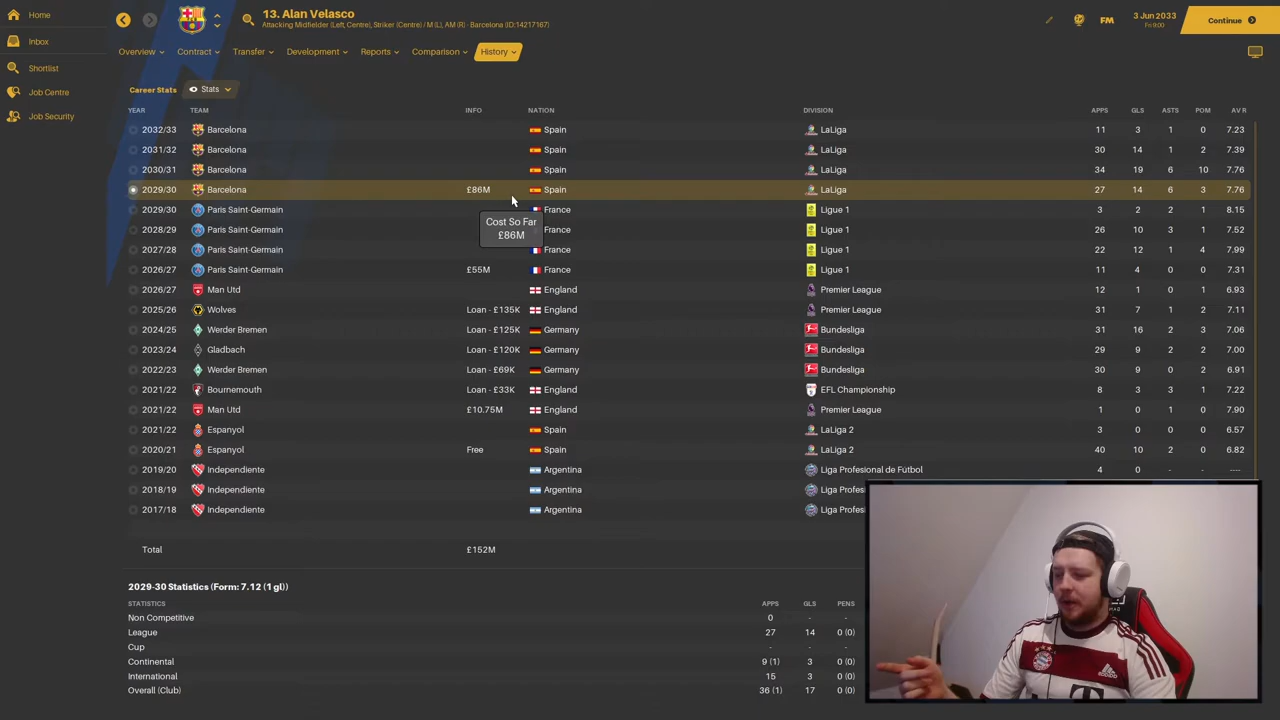 Home
Inbox
Shortlist
Job Centre
Job Security
13. Alan Velasco
Attacking Midfielder (Left, Centre), Striker (Centre) / M (L), AM (R) - Barcelona (ID:14217167)
FM
3 Jun 2033
Fri 9:00
Continue
Overview Contract Transfer Development Reports Comparison History
Career Stats Stats
YEAR TEAM INFO NATION DIVISION APPS GLS ASTS POM AV R
2032/33 Barcelona Spain LaLiga 11 3 1 0 7.23
2031/32 Barcelona Spain LaLiga 30 14 1 2 7.39
2030/31 Barcelona Spain LaLiga 34 19 6 10 7.76
2029/30 Barcelona £86M Spain LaLiga 27 14 6 3 7.76
2029/30 Paris Saint-Germain France Ligue 1 3 2 2 1 8.15
2028/29 Paris Saint-Germain France Ligue 1 26 10 3 1 7.52
2027/28 Paris Saint-Germain France Ligue 1 22 12 1 4 7.99
2026/27 Paris Saint-Germain £55M France Ligue 1 11 4 0 0 7.31
2026/27 Man Utd England Premier League 12 1 0 1 6.93
2025/26 Wolves Loan - £135K England Premier League 31 7 1 2 7.11
2024/25 Werder Bremen Loan - £125K Germany Bundesliga 31 16 2 3 7.06
2023/24 Gladbach Loan - £120K Germany Bundesliga 29 9 2 2 7.00
2022/23 Werder Bremen Loan - £69K Germany Bundesliga 30 9 0 2 6.91
2021/22 Bournemouth Loan - £33K England EFL Championship 8 3 3 1 7.22
2021/22 Man Utd £10.75M England Premier League 1 0 1 0 7.90
2021/22 Espanyol Spain LaLiga 2 3 0 0 0 6.57
2020/21 Espanyol Free Spain LaLiga 2 40 10 2 0 6.82
2019/20 Independiente Argentina Liga Profesional de Fútbol 4 0 - - ----
2018/19 Independiente Argentina Liga Profes
2017/18 Independiente Argentina Liga Profes
Cost So Far
£86M
Total £152M
2029-30 Statistics (Form: 7.12 (1 gl))
STATISTICS APPS GLS PENS
Non Competitive 0 - -
League 27 14 0 (0)
Cup - - -
Continental 9 (1) 3 0 (0)
International 15 3 0 (0)
Overall (Club) 36 (1) 17 0 (0)